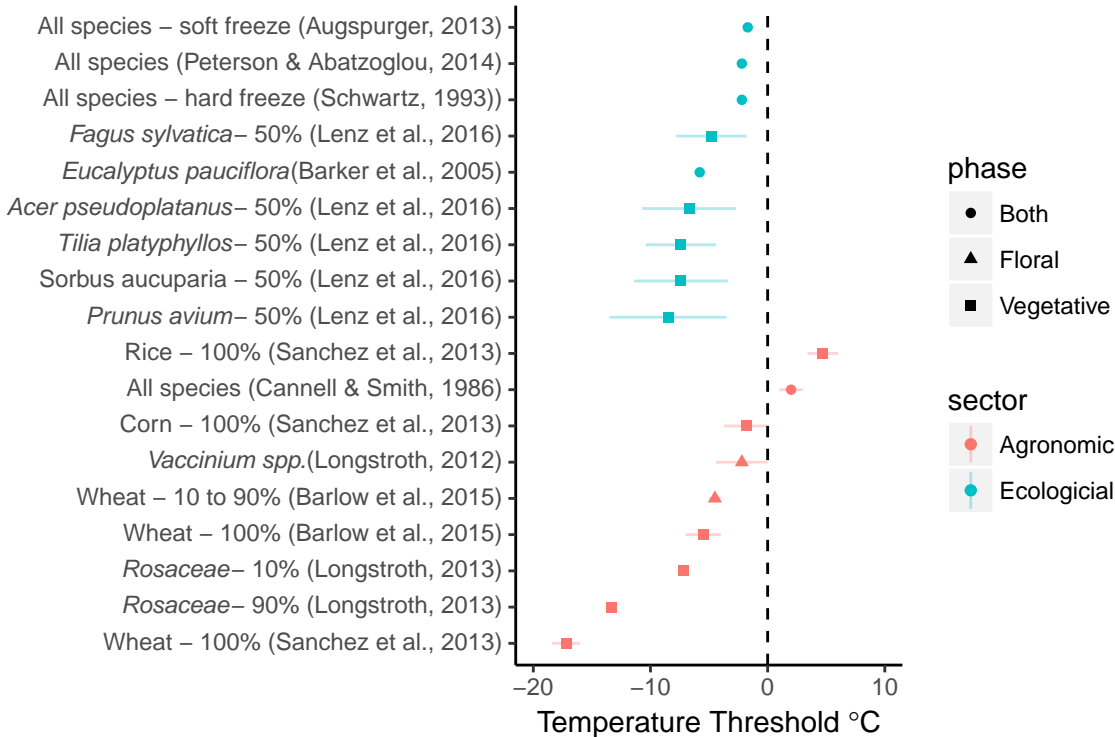 All species – soft freeze (Augspurger, 2013)
All species (Peterson & Abatzoglou, 2014)
All species – hard freeze (Schwartz, 1993))
Fagus sylvatica– 50% (Lenz et al., 2016)
Eucalyptus pauciflora(Barker et al., 2005)
Acer pseudoplatanus– 50% (Lenz et al., 2016)
Tilia platyphyllos– 50% (Lenz et al., 2016)
Sorbus aucuparia – 50% (Lenz et al., 2016)
Prunus avium– 50% (Lenz et al., 2016)
Rice – 100% (Sanchez et al., 2013)
All species (Cannell & Smith, 1986)
Corn – 100% (Sanchez et al., 2013)
Vaccinium spp.(Longstroth, 2012)
Wheat – 10 to 90% (Barlow et al., 2015)
Wheat – 100% (Barlow et al., 2015)
Rosaceae– 10% (Longstroth, 2013)
Rosaceae– 90% (Longstroth, 2013)
Wheat – 100% (Sanchez et al., 2013)
−20 −10 0 10
Temperature Threshold °C
phase
Both
Floral
Vegetative
sector
Agronomic
Ecologicial